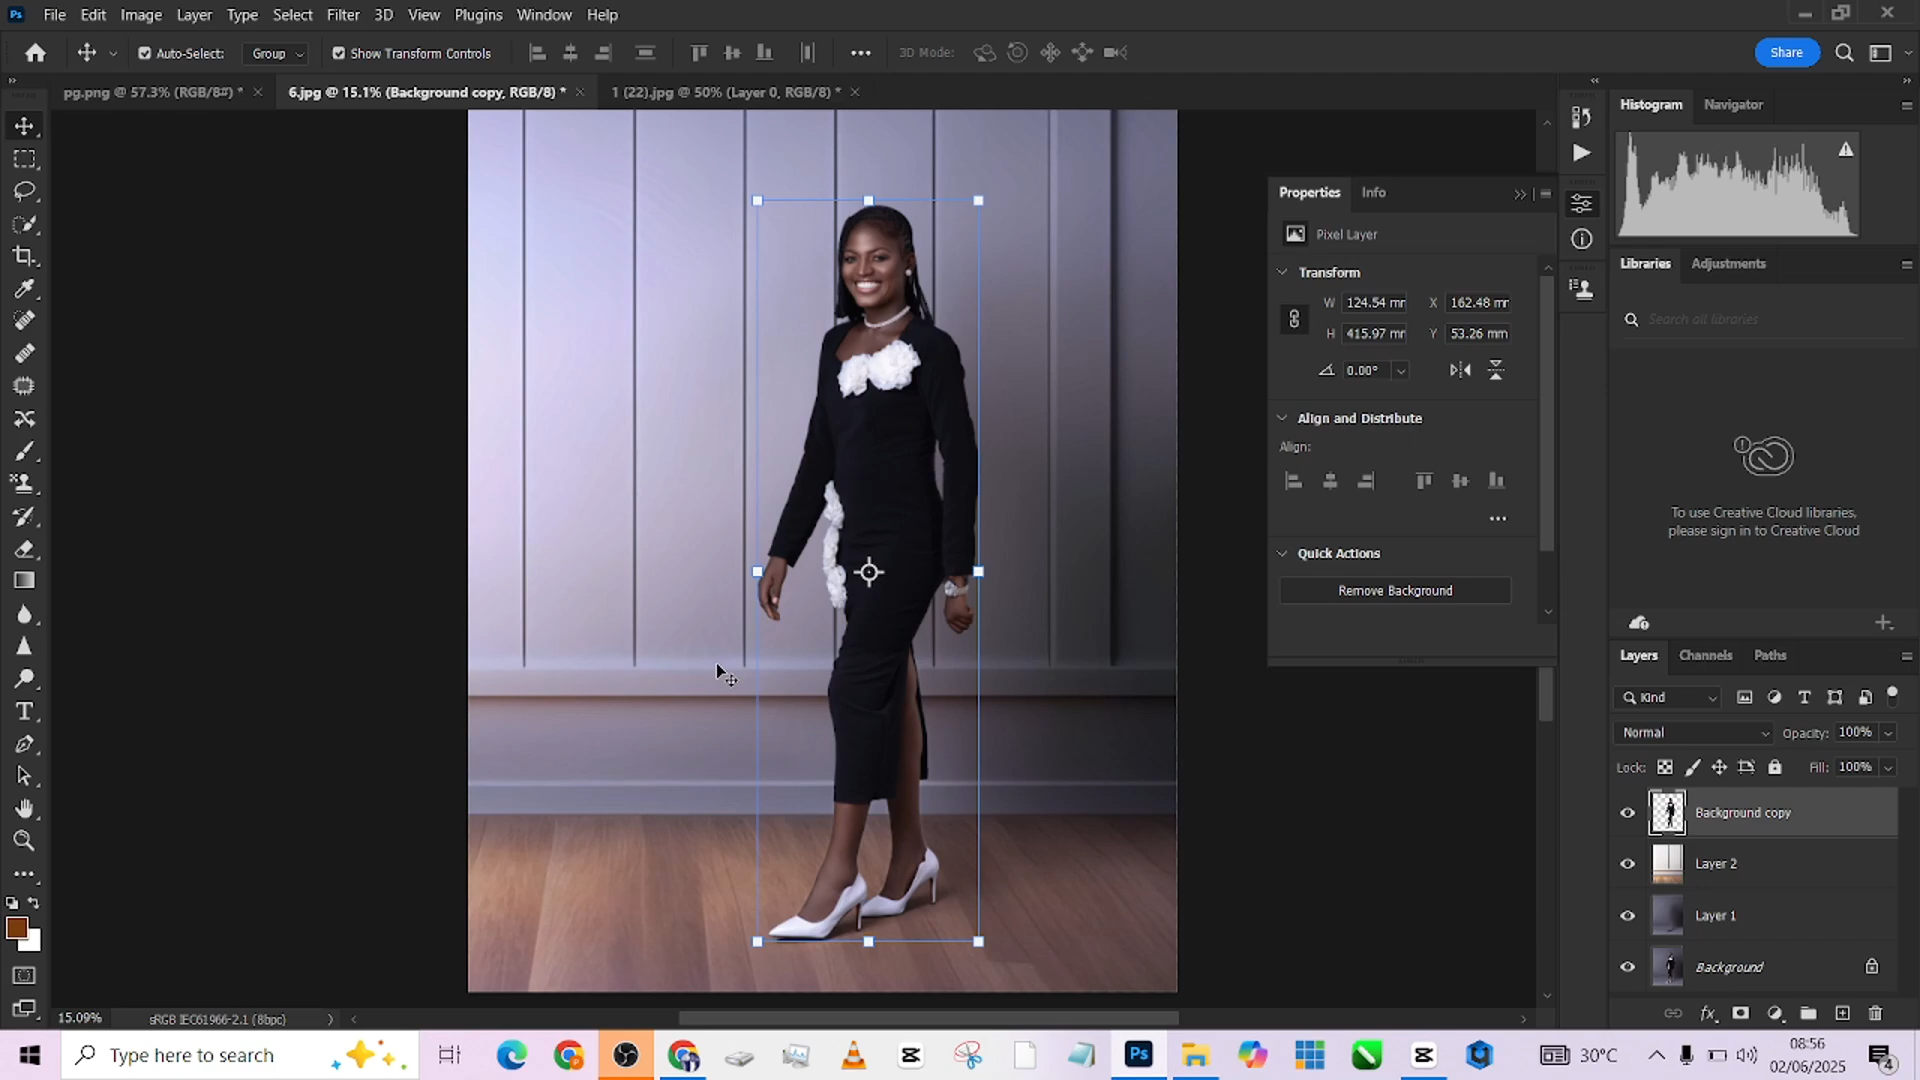 File Edit Image Layer Type Select Filter 3D View Plugins Window Help
Auto-Select: Group Show Transform Controls 3D Mode: Share
pg.png @ 57.3% (RGB/8#) * 6.jpg @ 15.1% (Background copy, RGB/8) * 1 (22).jpg @ 50% (Layer 0, RGB/8) *
Histogram Navigator
Properties Info
Pixel Layer
Transform
W 124.54 mr X 162.48 mr
H 415.97 mr Y 53.26 mm
0.00°
Align and Distribute
Align:
Quick Actions
Remove Background
Libraries Adjustments
Search all libraries
To use Creative Cloud libraries,
please sign in to Creative Cloud
Layers Channels Paths
Kind
Normal Opacity: 100%
Lock: Fill: 100%
Background copy
Layer 2
Layer 1
Background
15.09% sRGB IEC61966-2.1 (8bpc)
Type here to search
30°C
08:56
02/06/2025
4